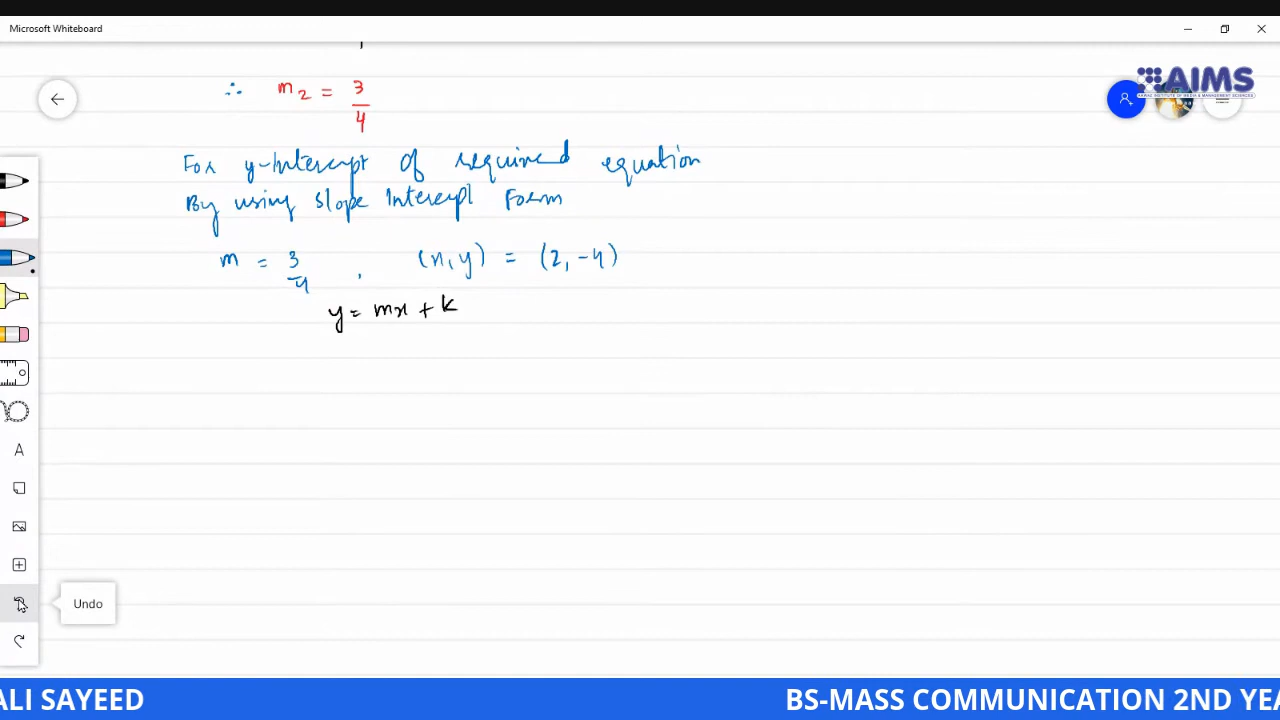 Microsoft Whiteboard
AIMS
∴ m₂ = 3/4
For y-Intercept of required equation
By using Slope Intercept Form
m = 3/4 , (x, y) = (2, -4)
y = mx + k
A
Undo
ALI SAYEED BS-MASS COMMUNICATION 2ND YEA